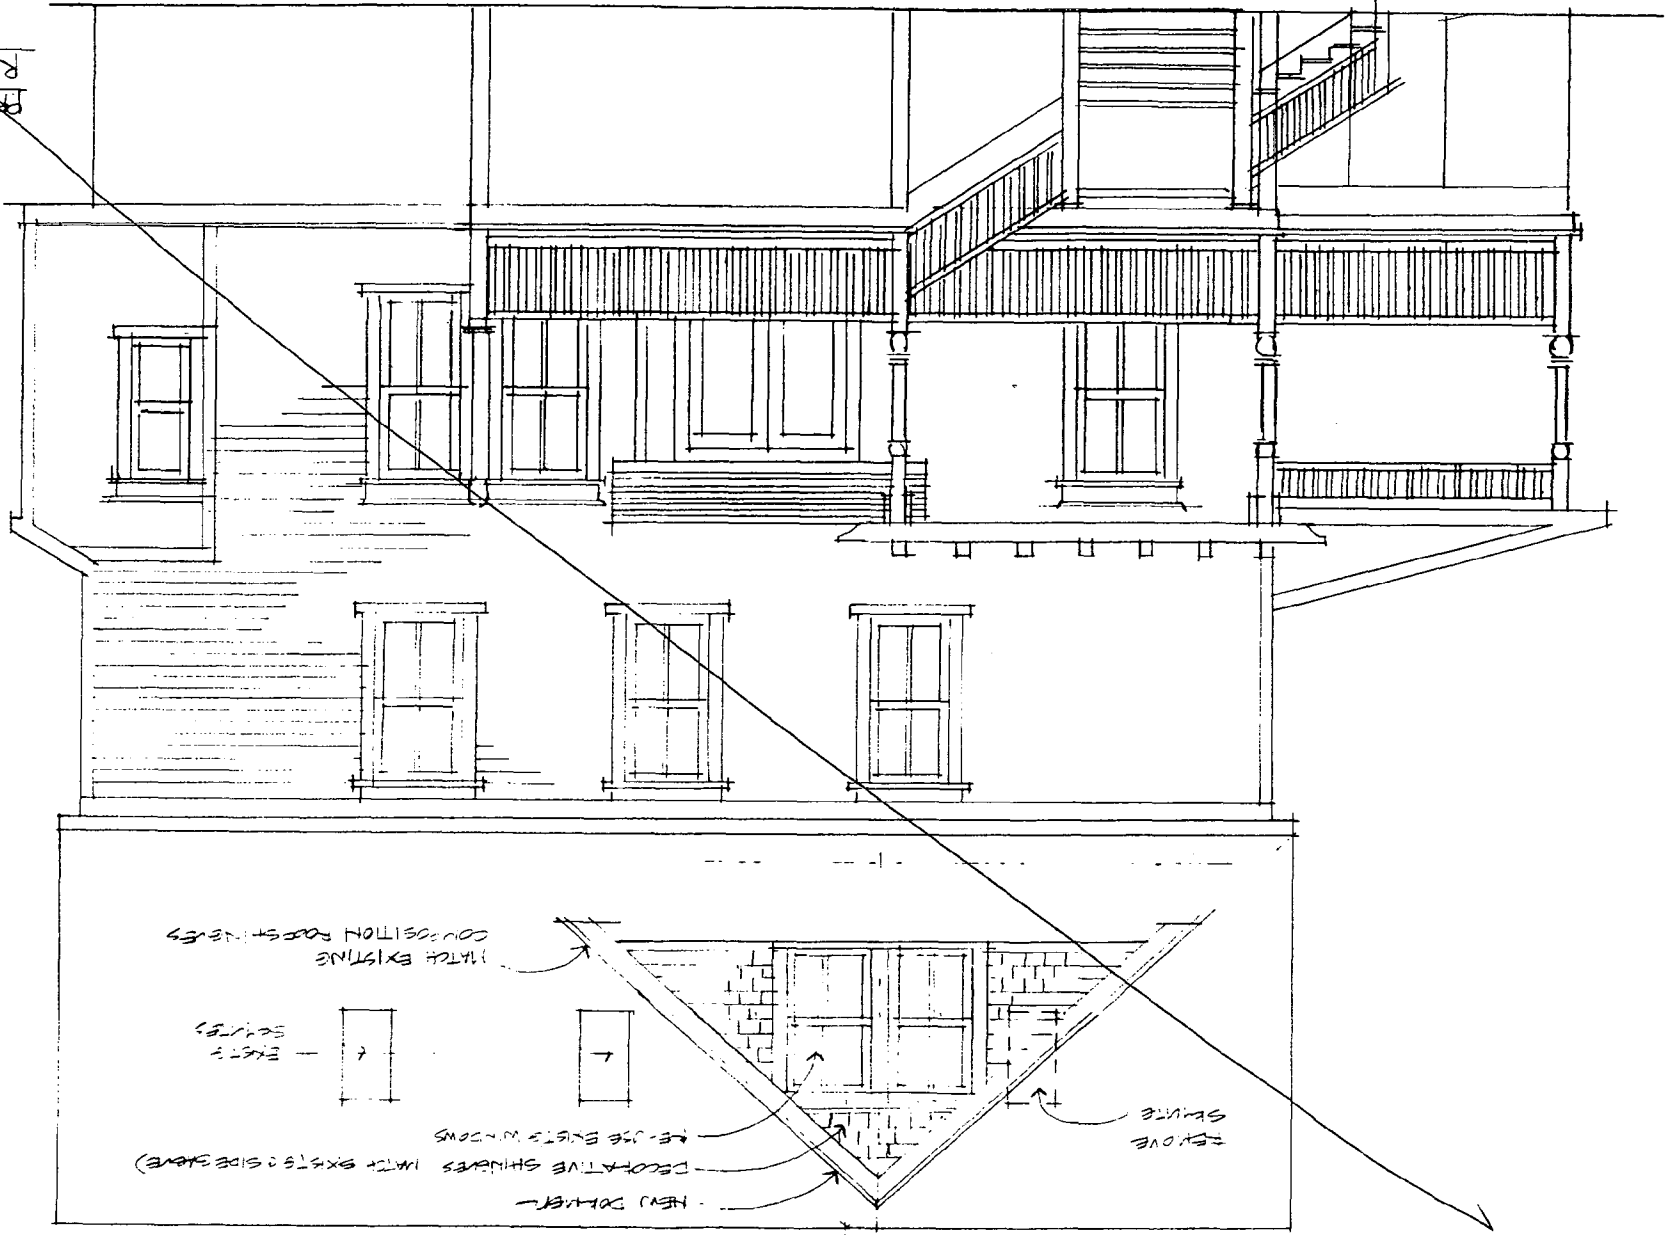 NEW DORMER
DECORATIVE SHINGLES (MATCH EXIST'G SIDE GABLE)
RE-USE EXIST'G WINDOWS
REMOVE
SKYLITE
EXIST'G
SKYLITES
MATCH EXISTING
COMPOSITION ROOF SHINGLES